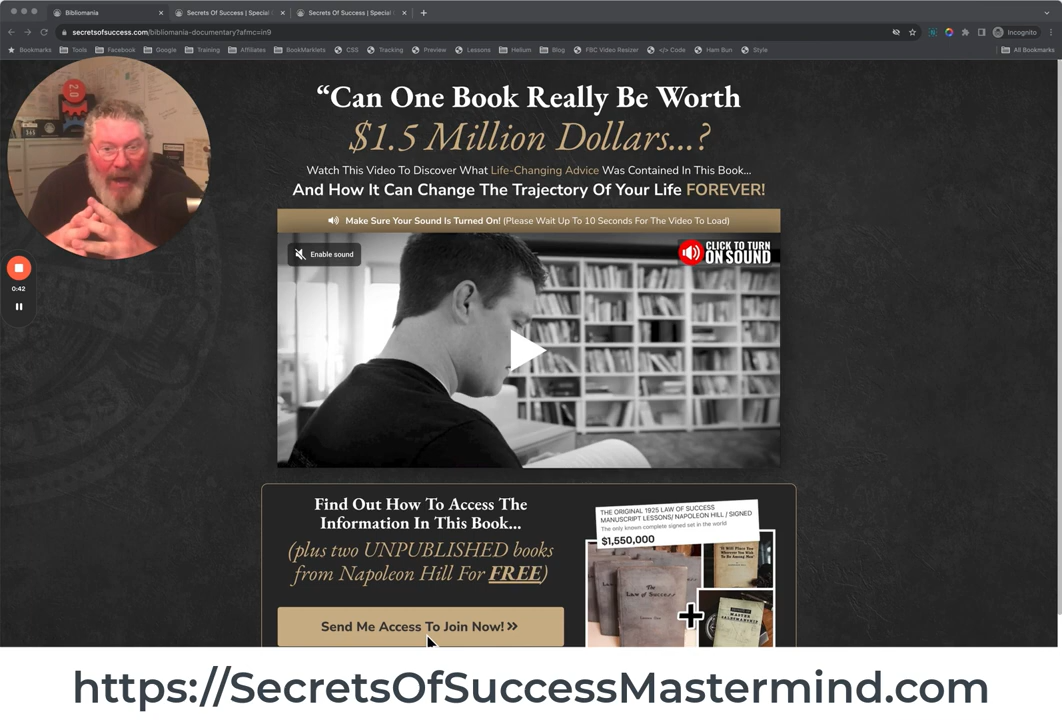 Bibliomania
Secrets Of Success | Special
Secrets Of Success | Special
secretsofsuccess.com/bibliomania-documentary?afmc=in9
Incognito
Bookmarks
Tools
Facebook
Google
Training
Affiliates
BookMarklets
CSS
Tracking
Preview
Lessons
Helium
Blog
FBC Video Resizer
</> Code
Ham Bun
Style
All Bookmarks
2.0
345
0:42
“Can One Book Really Be Worth
$1.5 Million Dollars...?
Watch This Video To Discover What Life-Changing Advice Was Contained In This Book...
And How It Can Change The Trajectory Of Your Life FOREVER!
Make Sure Your Sound Is Turned On! (Please Wait Up To 10 Seconds For The Video To Load)
Enable sound
CLICK TO TURN
ON SOUND
Find Out How To Access The
Information In This Book...
(plus two UNPUBLISHED books
from Napoleon Hill For FREE)
Send Me Access To Join Now! >>
THE ORIGINAL 1925 LAW OF SUCCESS
MANUSCRIPT LESSONS/ NAPOLEON HILL / SIGNED
The only known complete signed set in the world
$1,550,000
The
Law of Success
https://SecretsOfSuccessMastermind.com